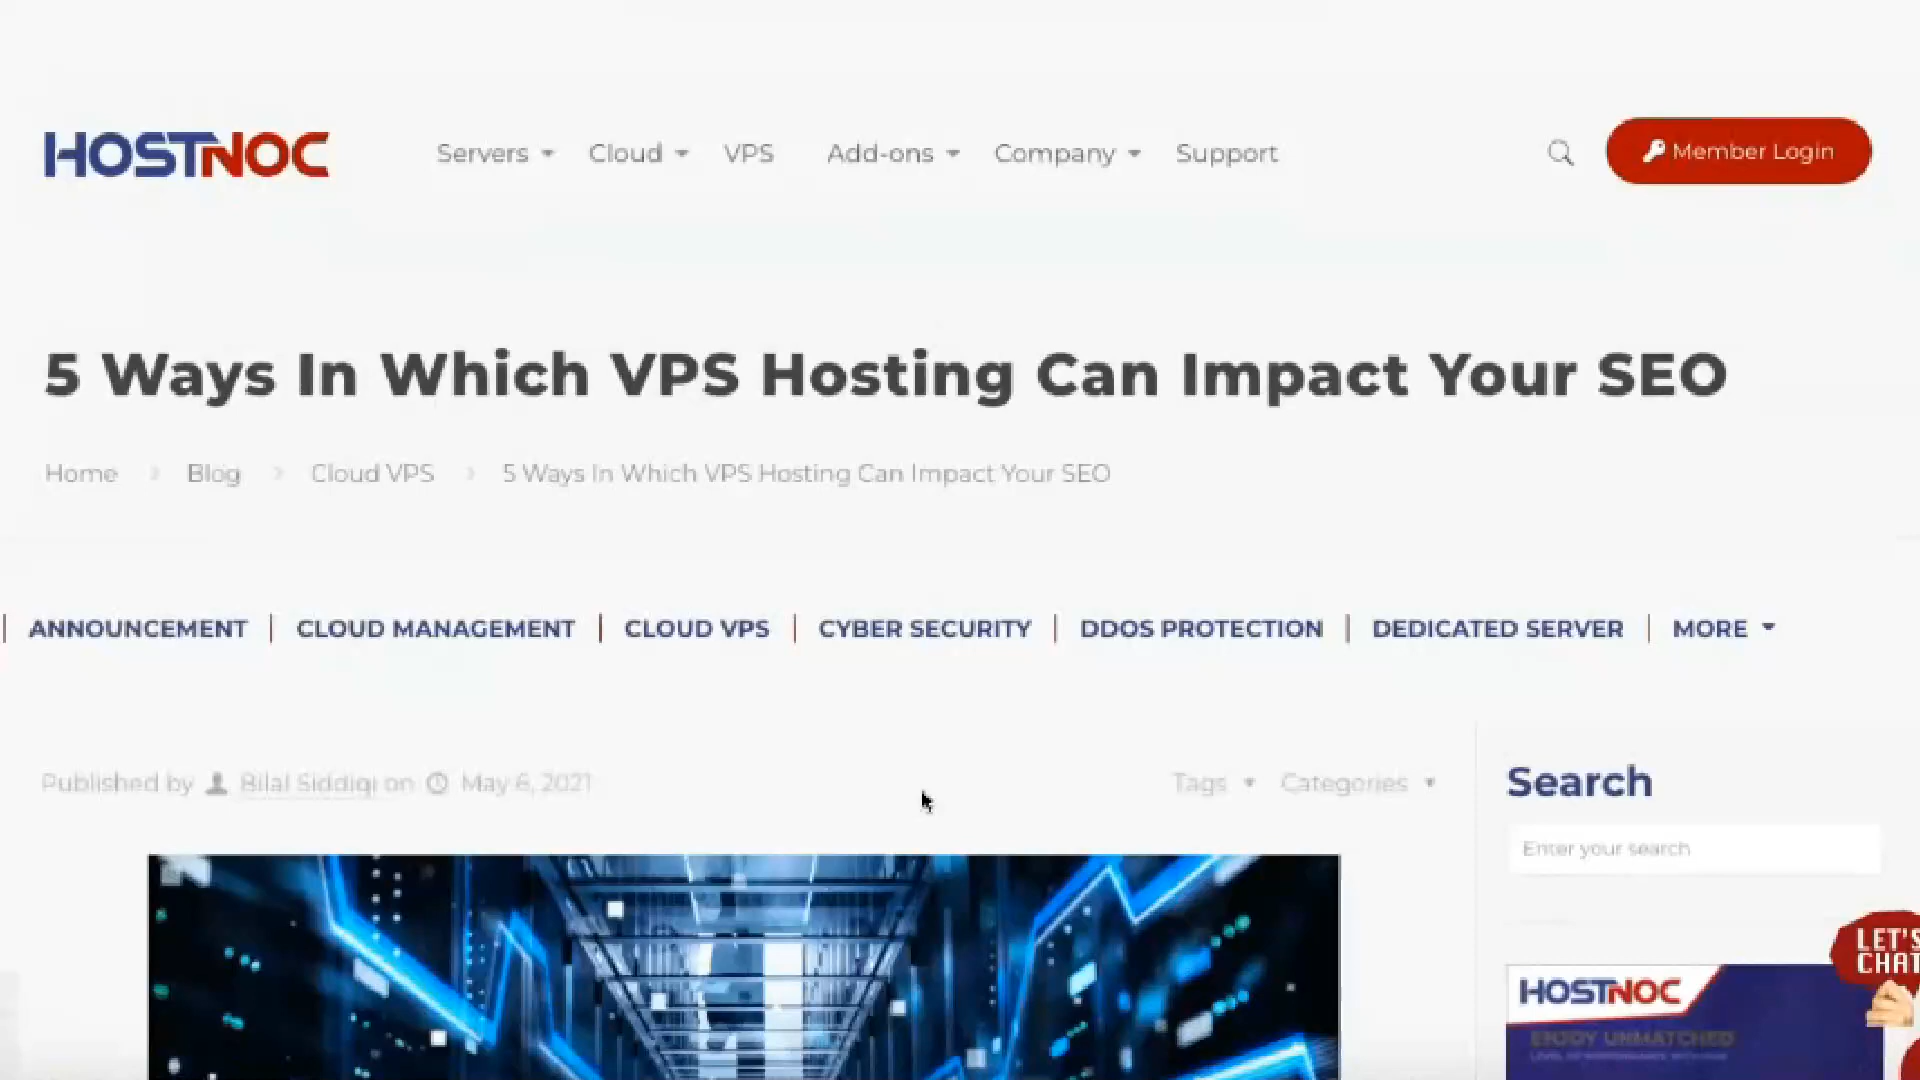 HOSTNOC
Servers Cloud VPS Add-ons Company Support
Member Login
5 Ways In Which VPS Hosting Can Impact Your SEO
Home Blog Cloud VPS 5 Ways In Which VPS Hosting Can Impact Your SEO
ANNOUNCEMENT CLOUD MANAGEMENT CLOUD VPS CYBER SECURITY DDOS PROTECTION DEDICATED SERVER MORE
Published by Bilal Siddiqi on May 6, 2021
Tags Categories
Search
Enter your search
LET'S
CHAT
HOSTNOC
ENJOY UNMATCHED